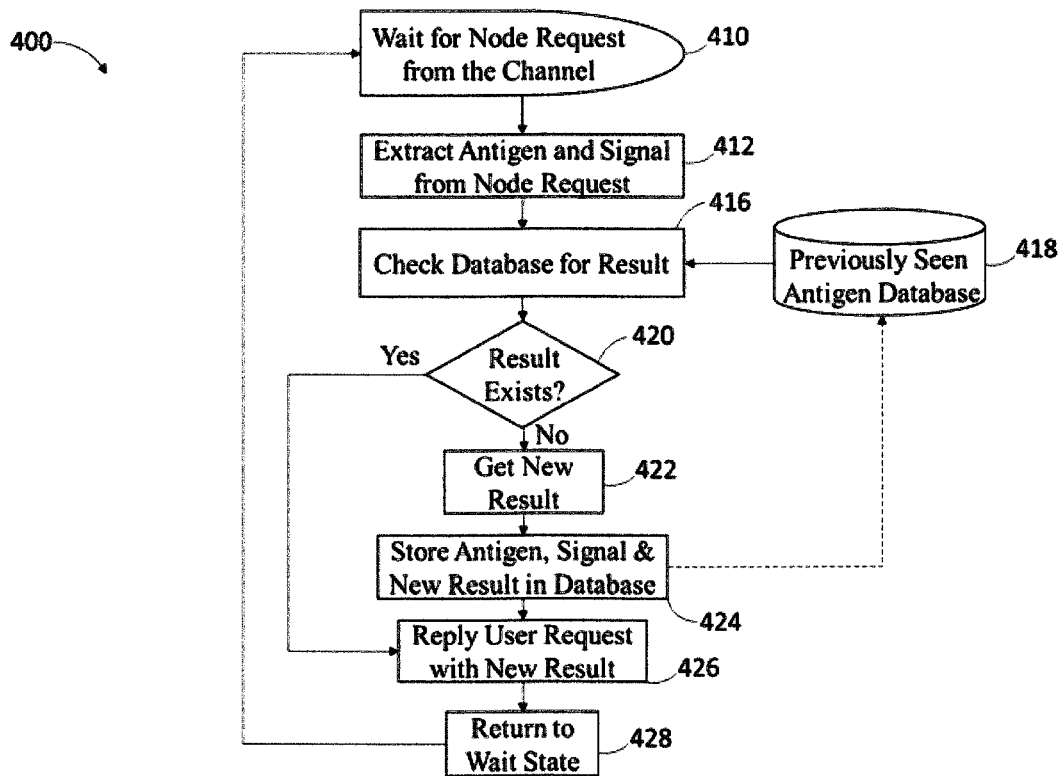 400
Wait for Node Request
from the Channel
410
Extract Antigen and Signal
from Node Request
412
416
Check Database for Result
Previously Seen
Antigen Database
418
420
Yes
Result
Exists?
No
Get New
Result
422
Store Antigen, Signal &
New Result in Database
424
Reply User Request
with New Result
426
Return to
Wait State
428